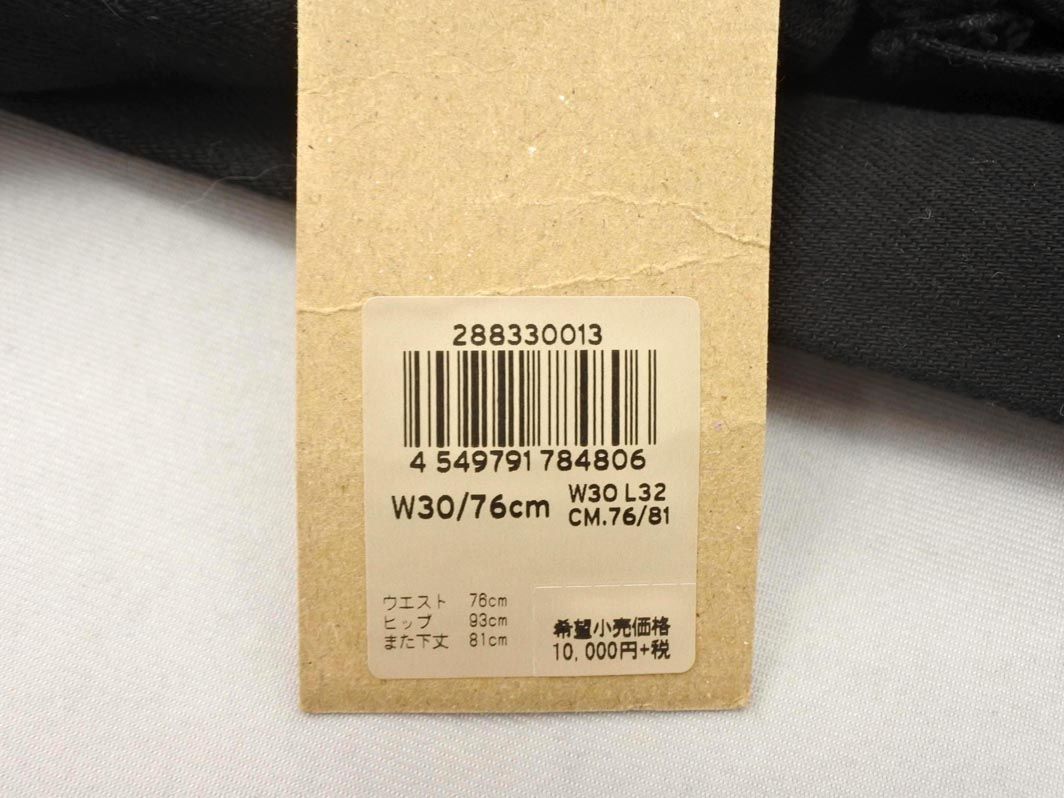 288330013
4 549791 784806
W30/76cm
W30 L32
CM.76/81
ウエスト 76cm
ヒップ 93cm
また下丈 81cm
希望小売価格
10,000円+税